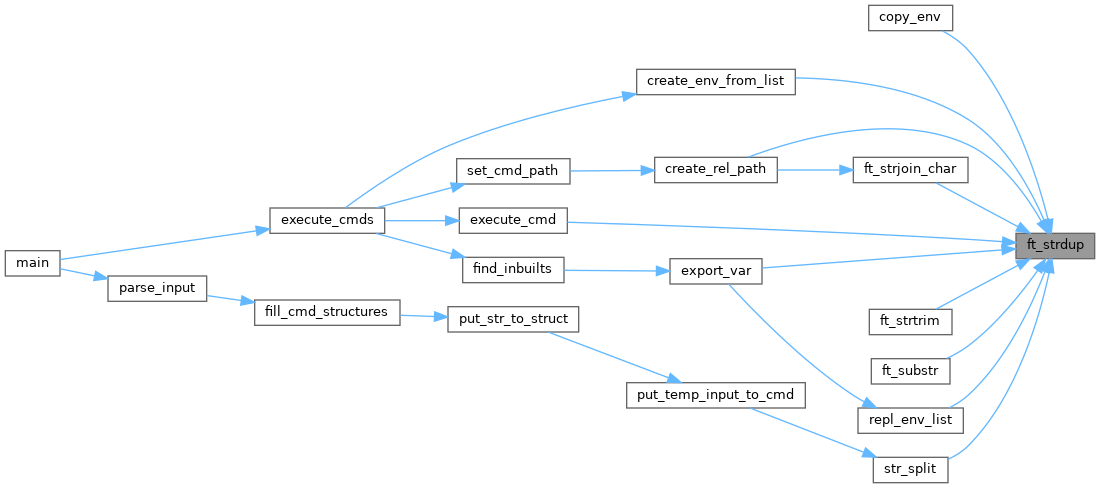 copy_env
create_env_from_list
set_cmd_path
create_rel_path
ft_strjoin_char
execute_cmds
execute_cmd
ft_strdup
main
find_inbuilts
export_var
parse_input
fill_cmd_structures
put_str_to_struct
ft_strtrim
ft_substr
put_temp_input_to_cmd
repl_env_list
str_split